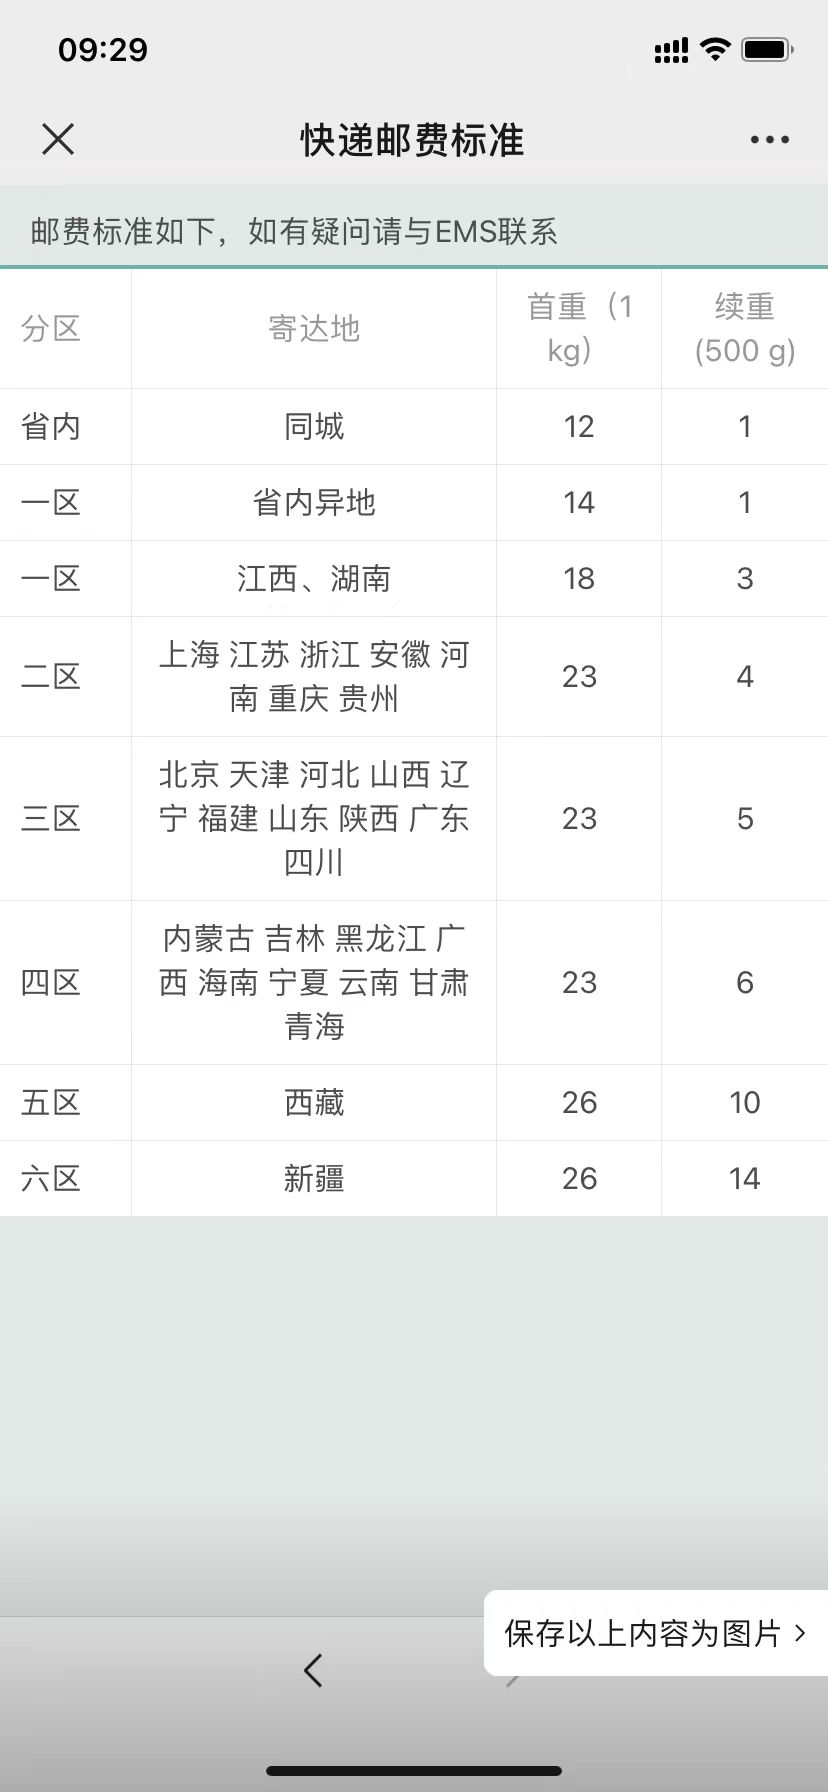 09:29
快递邮费标准
邮费标准如下，如有疑问请与EMS联系
分区 寄达地 首重（1 kg） 续重 (500 g)
省内 同城 12 1
一区 省内异地 14 1
一区 江西、湖南 18 3
二区 上海 江苏 浙江 安徽 河南 重庆 贵州 23 4
三区 北京 天津 河北 山西 辽宁 福建 山东 陕西 广东 四川 23 5
四区 内蒙古 吉林 黑龙江 广西 海南 宁夏 云南 甘肃 青海 23 6
五区 西藏 26 10
六区 新疆 26 14
保存以上内容为图片